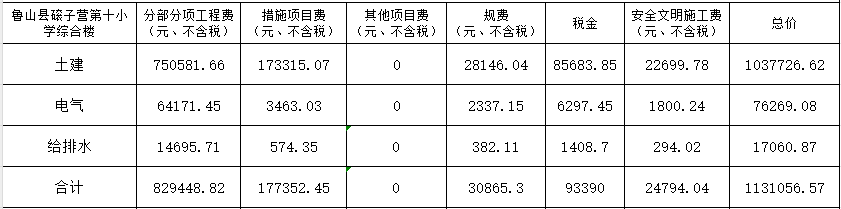 鲁山县磙子营第十小学综合楼 分部分项工程费（元、不含税） 措施项目费（元、不含税） 其他项目费（元、不含税） 规费（元、不含税） 税金 安全文明施工费（元、不含税） 总价
土建 750581.66 173315.07 0 28146.04 85683.85 22699.78 1037726.62
电气 64171.45 3463.03 0 2337.15 6297.45 1800.24 76269.08
给排水 14695.71 574.35 0 382.11 1408.7 294.02 17060.87
合计 829448.82 177352.45 0 30865.3 93390 24794.04 1131056.57